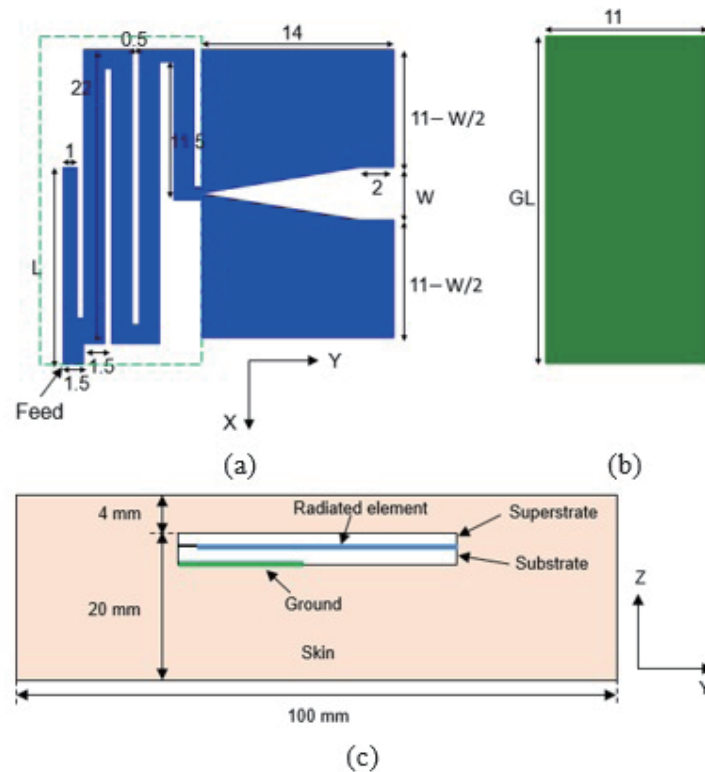 0.5
14
11
22
11.5
11−W/2
1
2
W
GL
L
11−W/2
1.5
1.5
Feed
Y
X
(a)
(b)
4 mm
Radiated element
Superstrate
Substrate
Ground
20 mm
Skin
Z
Y
100 mm
(c)